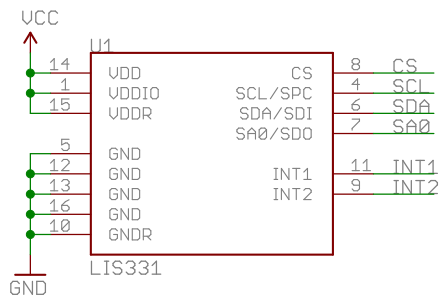 VCC
U1
14 VDD CS 8 CS
1 VDDIO SCL/SPC 4 SCL
15 VDDR SDA/SDI 6 SDA
SA0/SDO 7 SA0
5 GND
12 GND INT1 11 INT1
13 GND INT2 9 INT2
16 GND
10 GNDR
LIS331
GND